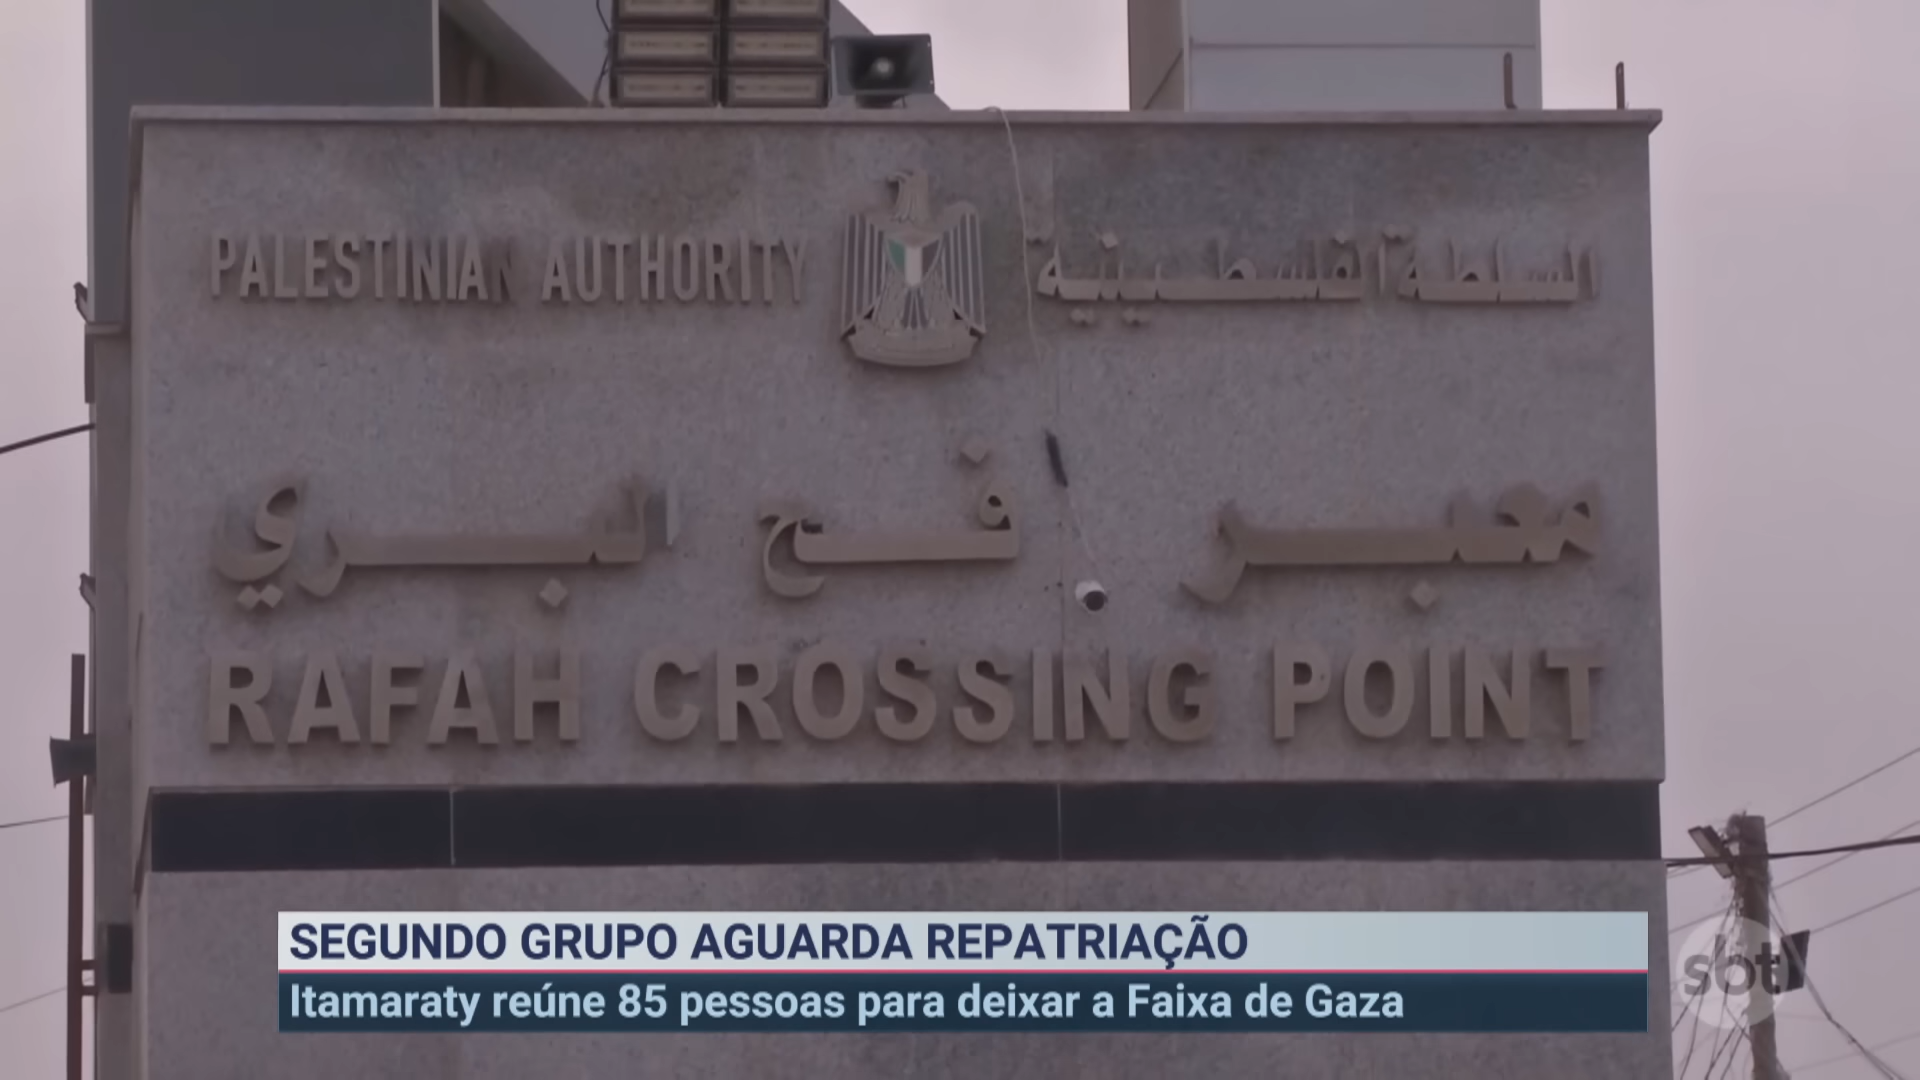 PALESTINIAN AUTHORITY السلطة الفلسطينية
معبر رفح البري
RAFAH CROSSING POINT
SEGUNDO GRUPO AGUARDA REPATRIAÇÃO
Itamaraty reúne 85 pessoas para deixar a Faixa de Gaza
sbt